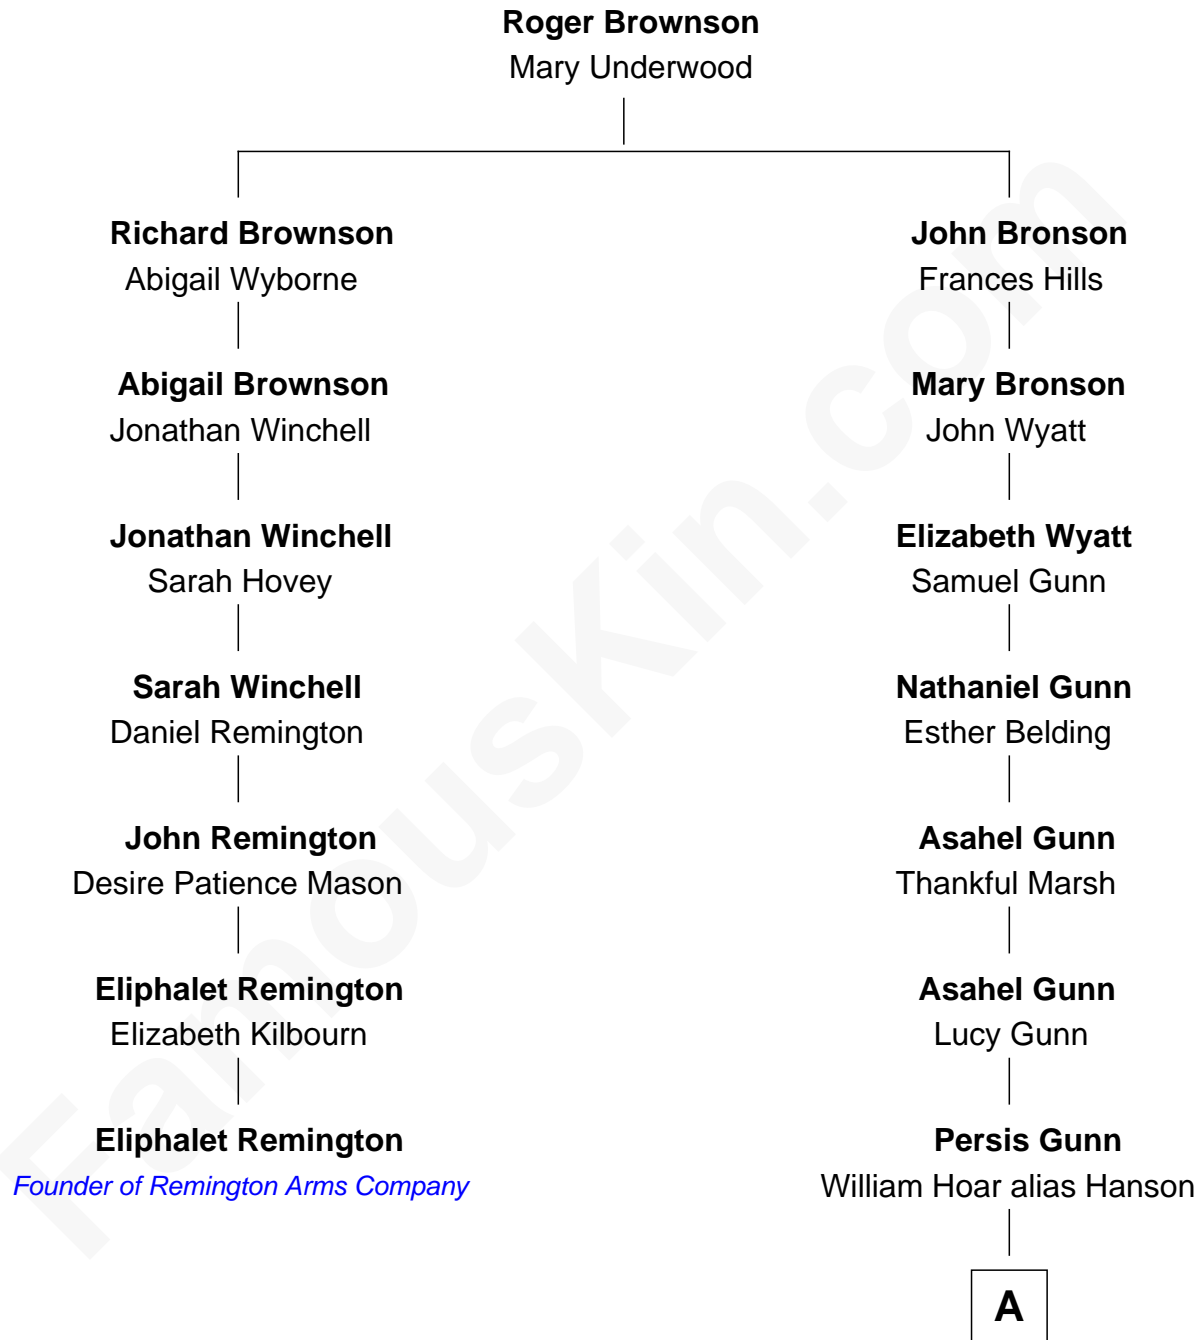 Roger Brownson
Mary Underwood
Richard Brownson
Abigail Wyborne
Abigail Brownson
Jonathan Winchell
Jonathan Winchell
Sarah Hovey
Sarah Winchell
Daniel Remington
John Remington
Desire Patience Mason
Eliphalet Remington
Elizabeth Kilbourn
Eliphalet Remington
Founder of Remington Arms Company
John Bronson
Frances Hills
Mary Bronson
John Wyatt
Elizabeth Wyatt
Samuel Gunn
Nathaniel Gunn
Esther Belding
Asahel Gunn
Thankful Marsh
Asahel Gunn
Lucy Gunn
Persis Gunn
William Hoar alias Hanson
A
FamousKin.com